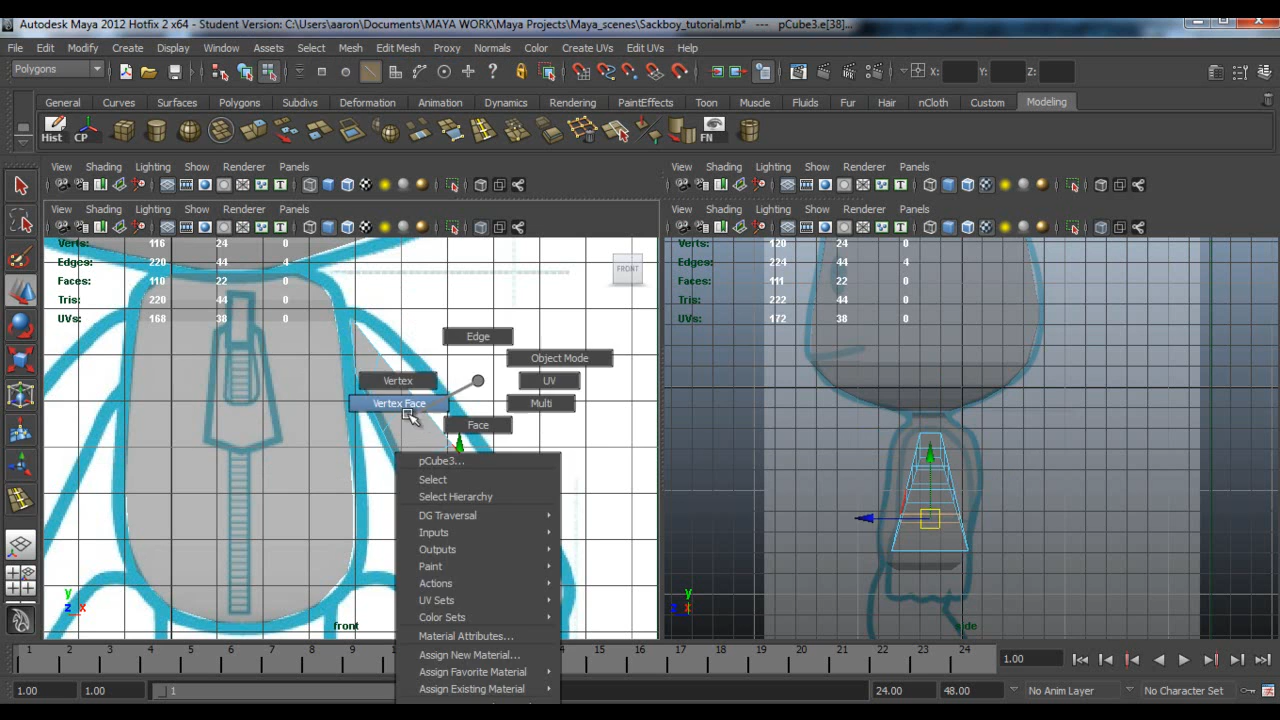 Autodesk Maya 2012 Hotfix 2 x64 - Student Version: C:\Users\aaron\Documents\MAYA WORK\Maya Projects\Maya_scenes\Sackboy_tutorial.mb* --- pCube3.e[38]...
File Edit Modify Create Display Window Assets Select Mesh Edit Mesh Proxy Normals Color Create UVs Edit UVs Help
Polygons X: Y: Z:
General Curves Surfaces Polygons Subdivs Deformation Animation Dynamics Rendering PaintEffects Toon Muscle Fluids Fur Hair nCloth Custom Modeling
Hist CP FN
View Shading Lighting Show Renderer Panels View Shading Lighting Show Renderer Panels
View Shading Lighting Show Renderer Panels View Shading Lighting Show Renderer Panels
Verts: 116 24 0 Verts: 120 24 0
Edges: 220 44 4 Edges: 224 44 4
Faces: 110 22 0 Faces: 111 22 0
Tris: 220 44 0 Tris: 222 44 0
UVs: 168 38 0 UVs: 172 38 0
FRONT
Edge
Object Mode
Vertex UV
Vertex Face Multi
Face
pCube3...
Select
Select Hierarchy
DG Traversal
Inputs
Outputs
Paint
Actions
UV Sets
Color Sets
Material Attributes...
Assign New Material...
Assign Favorite Material
Assign Existing Material
y
z x
front
y
z x
side
1 2 3 4 5 6 7 8 9 14 15 16 17 18 19 20 21 22 23 24 1.00
1.00 1.00 1 24.00 48.00 No Anim Layer No Character Set